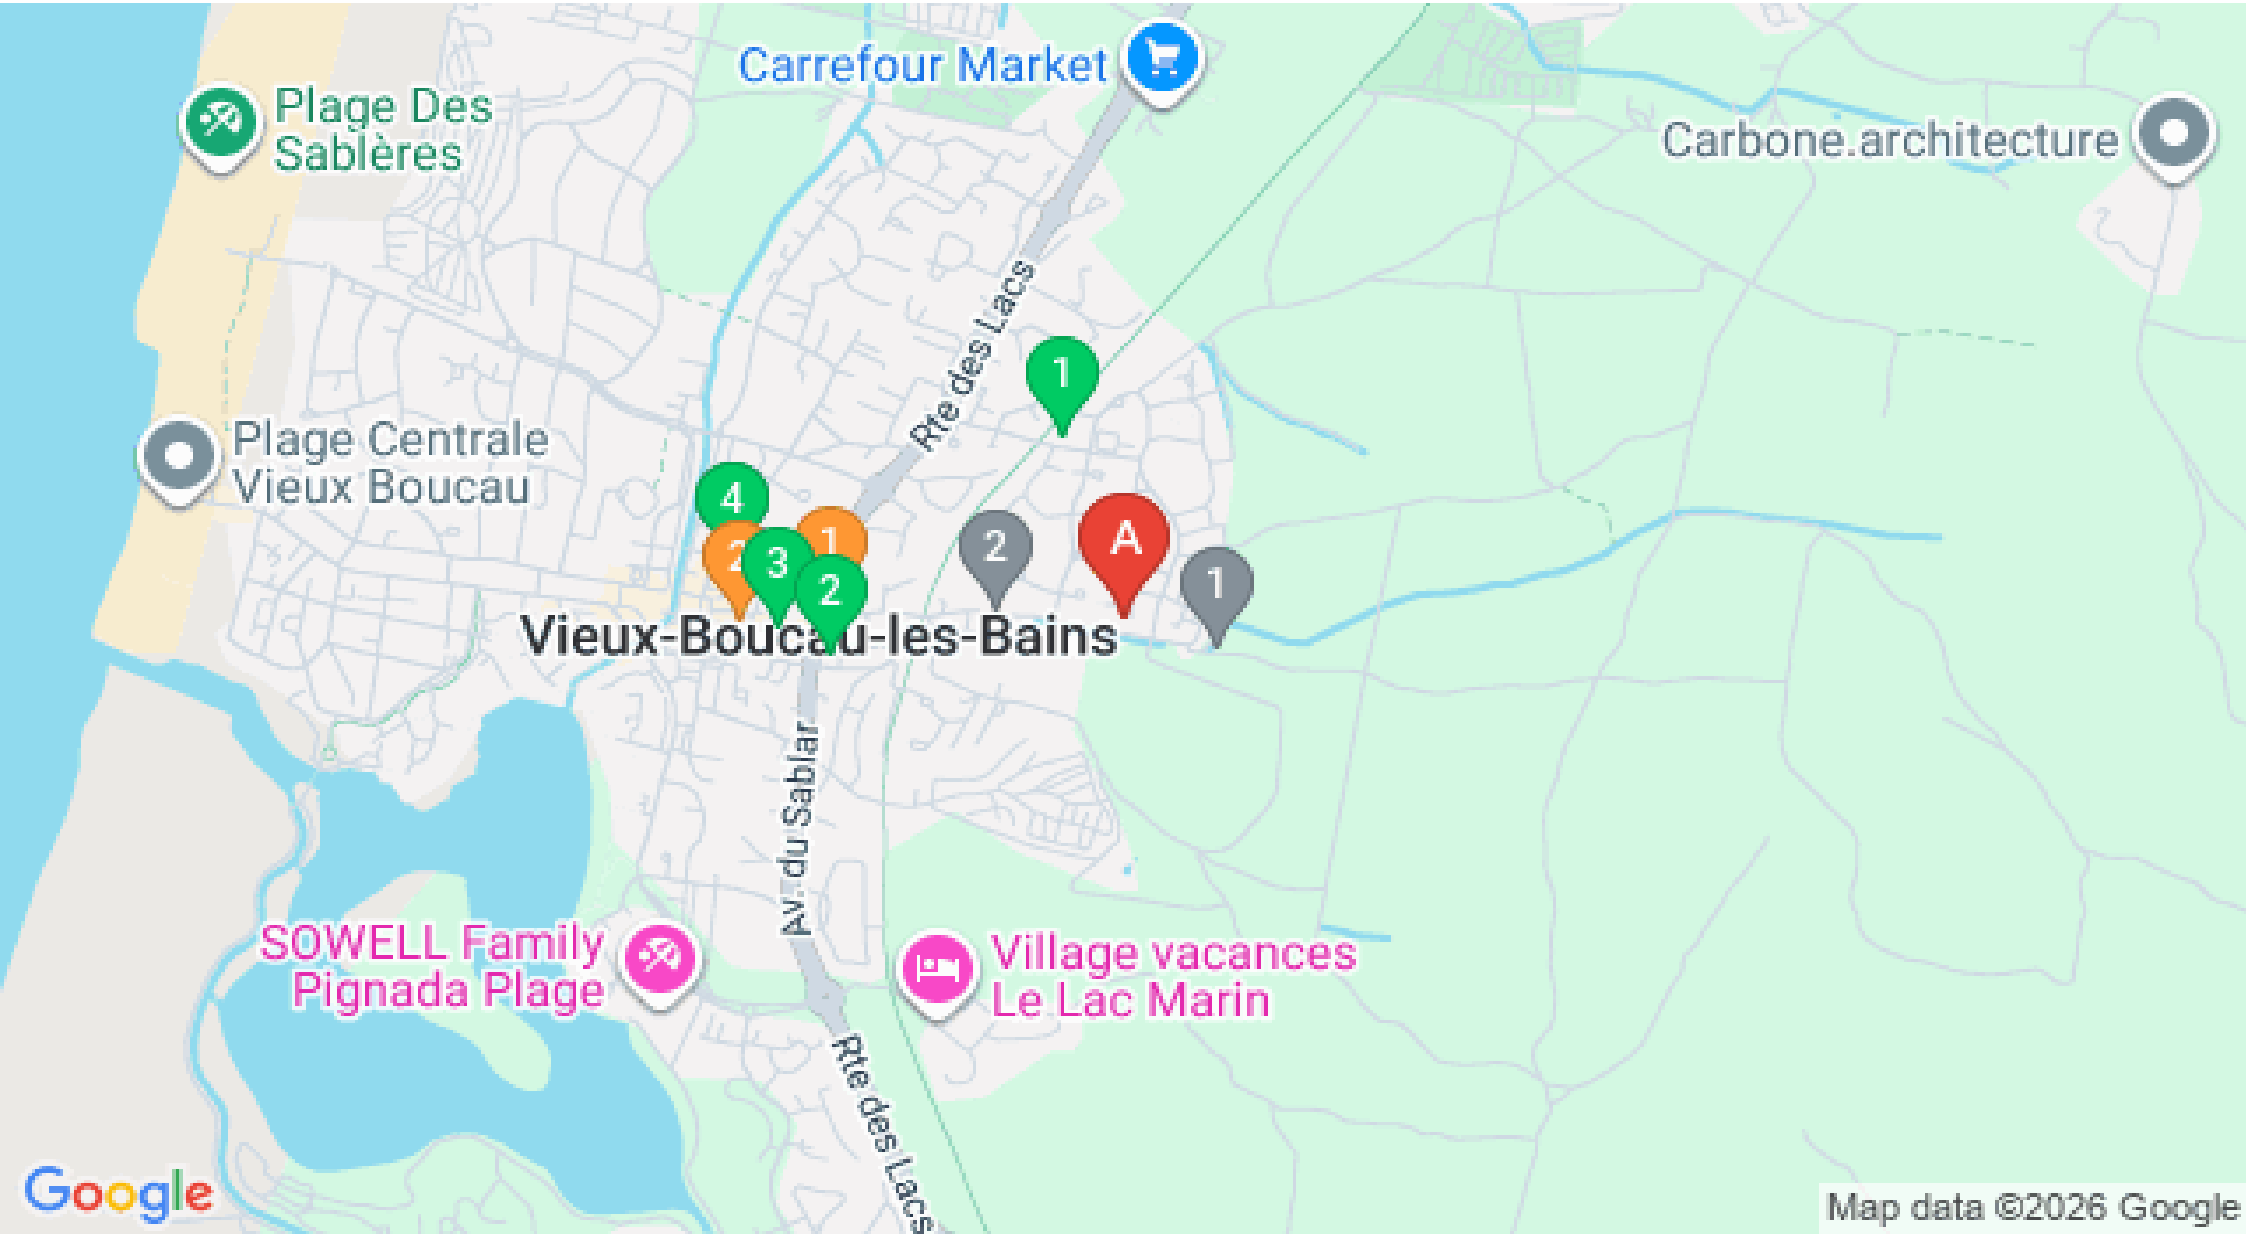 Carrefour Market
Plage Des
Sablères
Carbone.architecture
Rte des Lacs
1
Plage Centrale
Vieux Boucau
4
2
3
1
2
2
A
1
Vieux-Boucau-les-Bains
Av. du Sablar
SOWELL Family
Pignada Plage
Village vacances
Le Lac Marin
Rte des Lacs
Google
Map data ©2026 Google